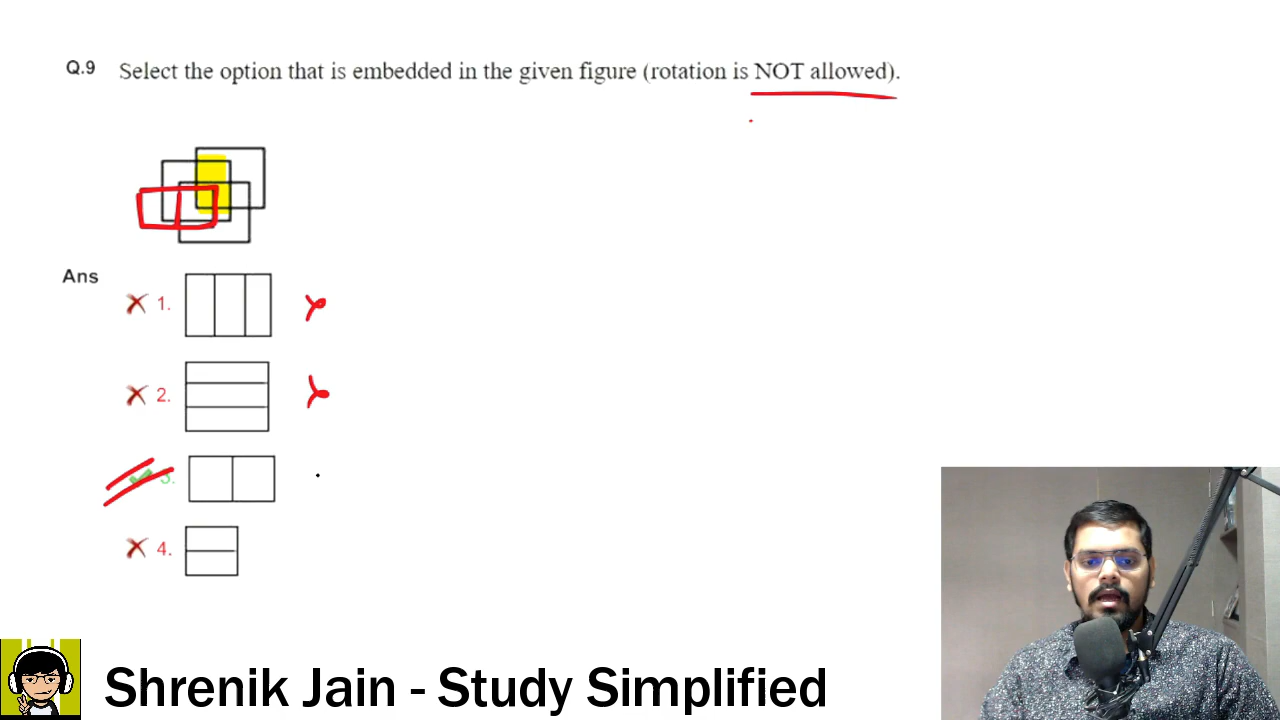 Q.9 Select the option that is embedded in the given figure (rotation is NOT allowed).
Ans
1.
2.
3.
4.
Shrenik Jain - Study Simplified